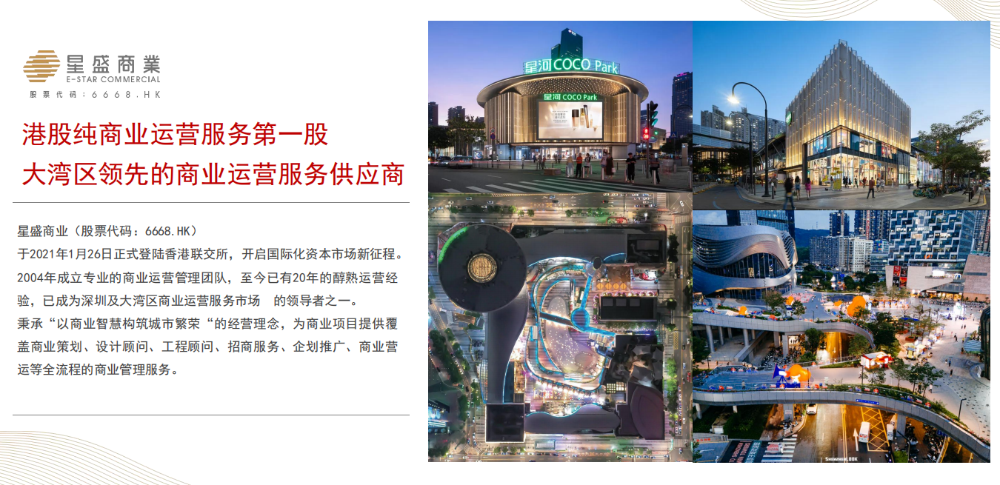 星盛商業
E-STAR COMMERCIAL
股票代码：6668.HK
港股纯商业运营服务第一股
大湾区领先的商业运营服务供应商
星盛商业（股票代码：6668.HK）
于2021年1月26日正式登陆香港联交所，开启国际化资本市场新征程。
2004年成立专业的商业运营管理团队，至今已有20年的醇熟运营经
验，已成为深圳及大湾区商业运营服务市场　的领导者之一。
秉承“以商业智慧构筑城市繁荣“的经营理念，为商业项目提供覆
盖商业策划、设计顾问、工程顾问、招商服务、企划推广、商业营
运等全流程的商业管理服务。
星河COCO Park
星河 COCO Park
SHENZHENLOOK